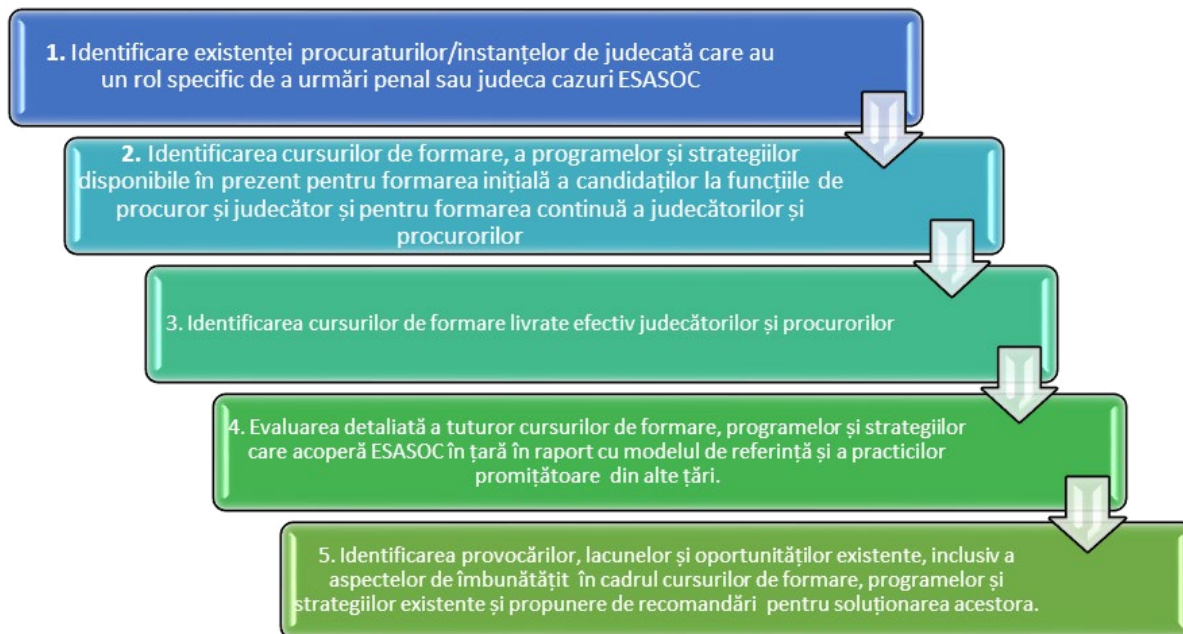 1. Identificare existenței procuraturilor/instanțelor de judecată care au
un rol specific de a urmări penal sau judeca cazuri ESASOC
2. Identificarea cursurilor de formare, a programelor și strategiilor
disponibile în prezent pentru formarea inițială a candidaților la funcțiile de
procuror și judecător și pentru formarea continuă a judecătorilor și
procurorilor
3. Identificarea cursurilor de formare livrate efectiv judecătorilor și procurorilor
4. Evaluarea detaliată a tuturor cursurilor de formare, programelor și strategiilor
care acoperă ESASOC în țară în raport cu modelul de referință și a practicilor
promițătoare din alte țări.
5. Identificarea provocărilor, lacunelor și oportunităților existente, inclusiv a
aspectelor de îmbunătățit în cadrul cursurilor de formare, programelor și
strategiilor existente și propunere de recomandări pentru soluționarea acestora.